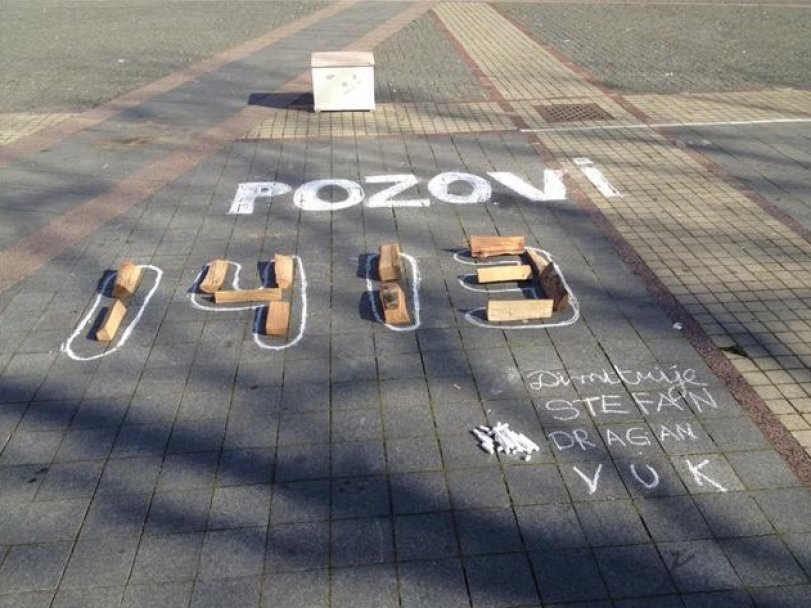 POZOVi
1413
Dimitrije
STEFAN
DRAGAN
VUK